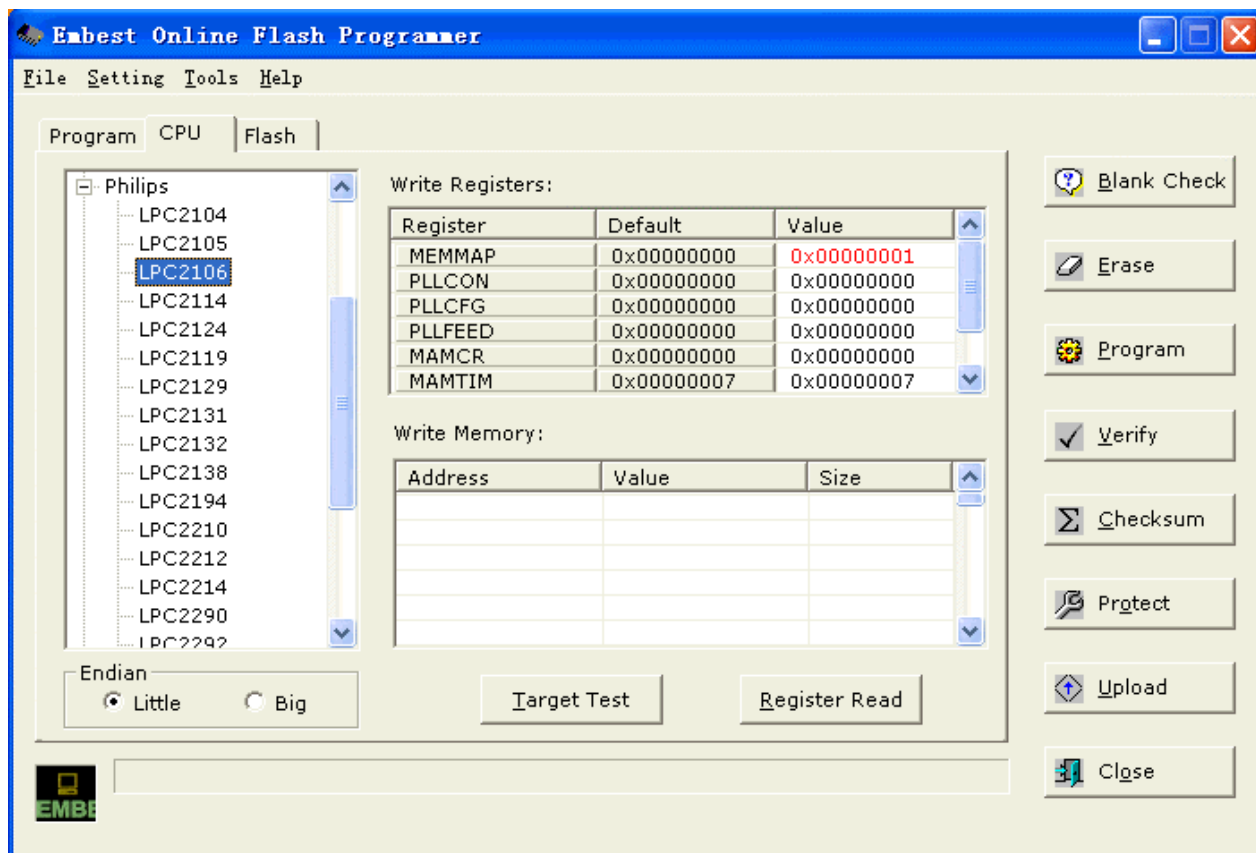 Embest Online Flash Programmer
File Setting Tools Help
Program CPU Flash
Philips
LPC2104
LPC2105
LPC2106
LPC2114
LPC2124
LPC2119
LPC2129
LPC2131
LPC2132
LPC2138
LPC2194
LPC2210
LPC2212
LPC2214
LPC2290
LPC2292
Endian
Little Big
Write Registers:
Register Default Value
MEMMAP 0x00000000 0x00000001
PLLCON 0x00000000 0x00000000
PLLCFG 0x00000000 0x00000000
PLLFEED 0x00000000 0x00000000
MAMCR 0x00000000 0x00000000
MAMTIM 0x00000007 0x00000007
Write Memory:
Address Value Size
Target Test Register Read
Blank Check
Erase
Program
Verify
Checksum
Protect
Upload
Close
EMBE